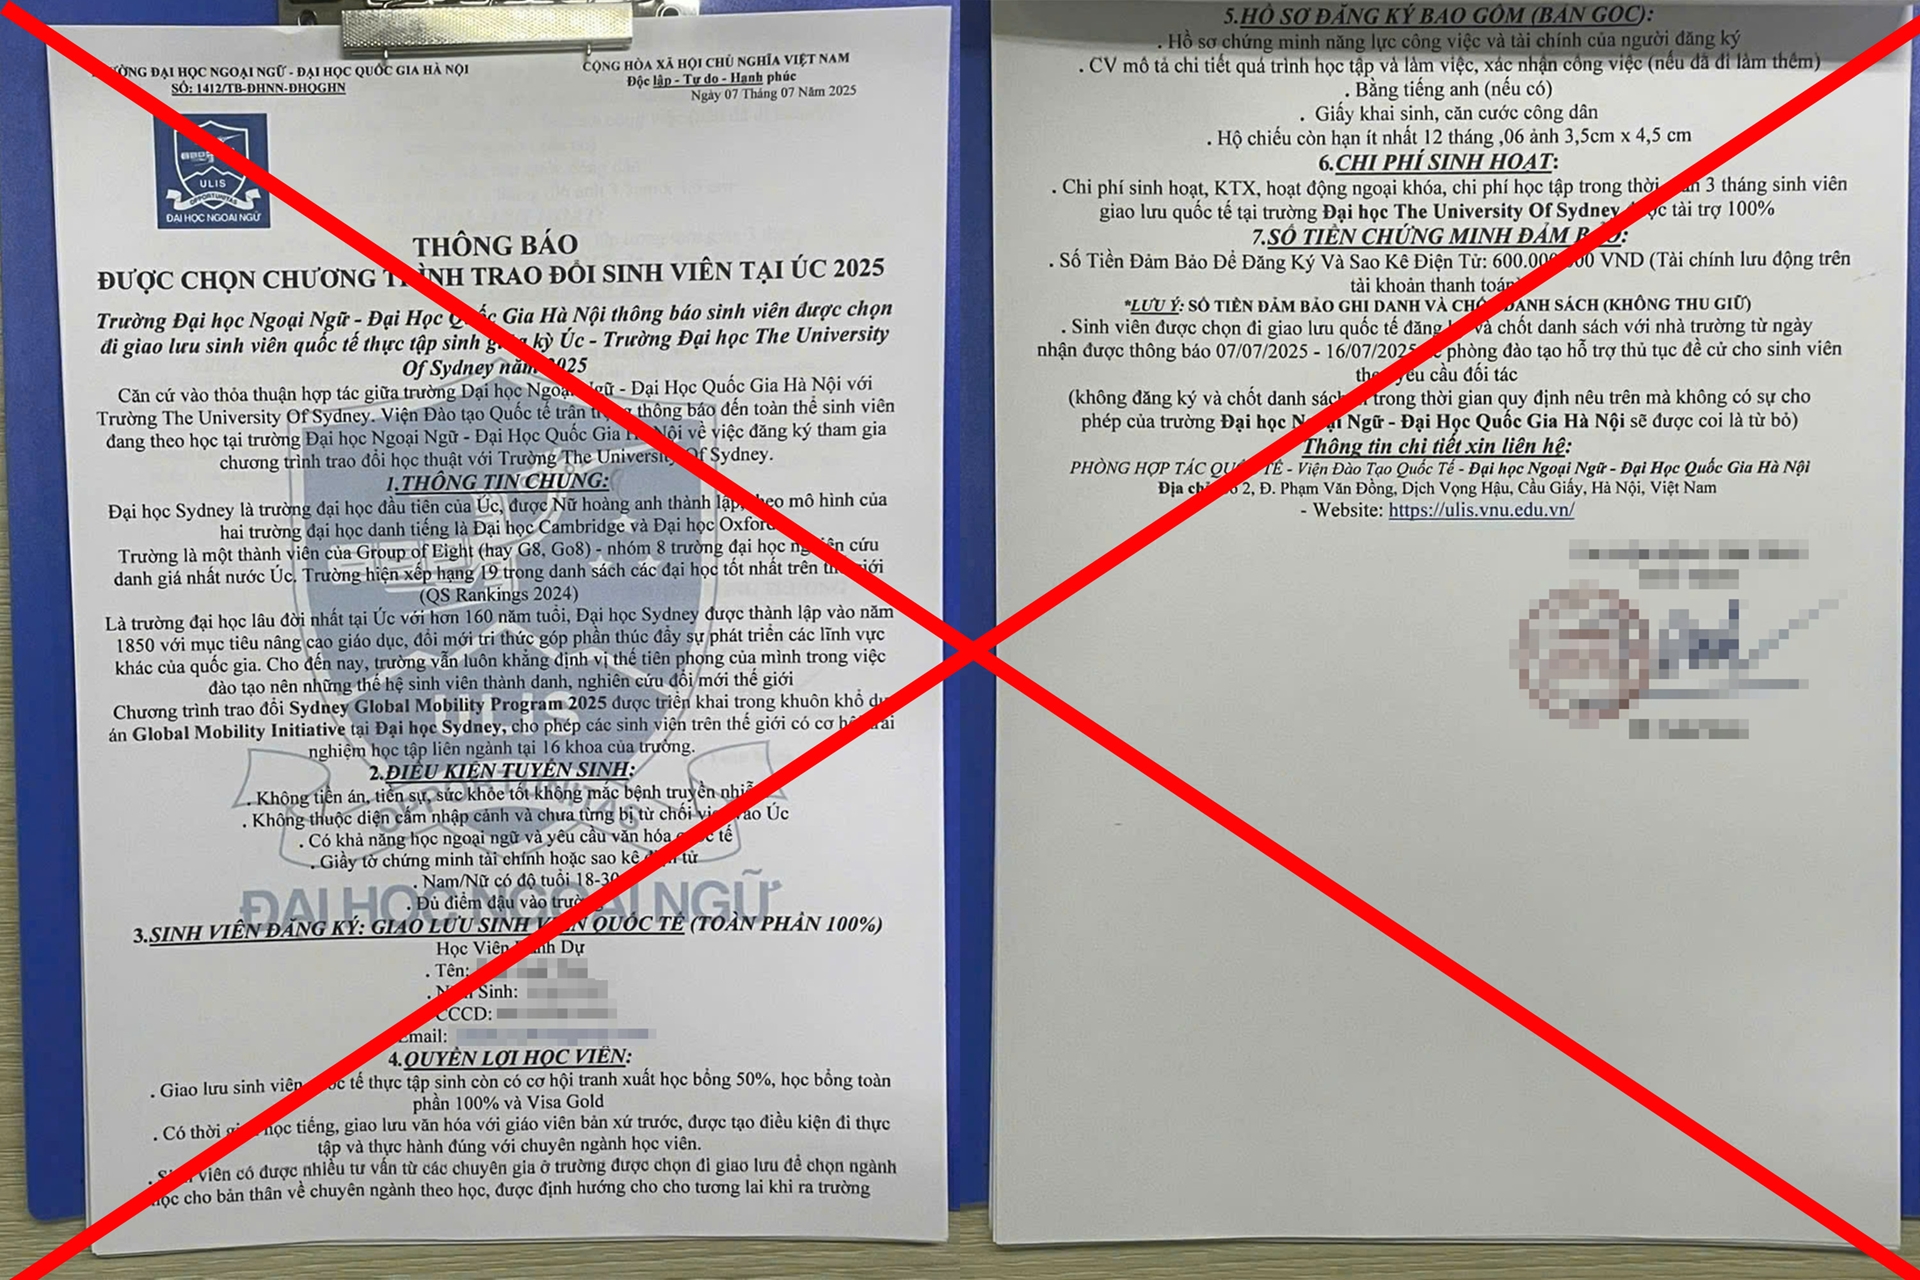 ƯỜNG ĐẠI HỌC NGOẠI NGỮ - ĐẠI HỌC QUỐC GIA HÀ NỘI
SỐ: 1412/TB-ĐHNN-ĐHQGHN
CỘNG HÒA XÃ HỘI CHỦ NGHĨA VIỆT NAM
Độc lập - Tự do - Hạnh phúc
Ngày 07 Tháng 07 Năm 2025
ULIS
OPPORTUNITAS
ĐẠI HỌC NGOẠI NGỮ
THÔNG BÁO
ĐƯỢC CHỌN CHƯƠNG TRÌNH TRAO ĐỔI SINH VIÊN TẠI ÚC 2025
Trường Đại học Ngoại Ngữ - Đại Học Quốc Gia Hà Nội thông báo sinh viên được chọn
đi giao lưu sinh viên quốc tế thực tập sinh giữa kỳ Úc - Trường Đại học The University
Of Sydney năm 2025
Căn cứ vào thỏa thuận hợp tác giữa trường Đại học Ngoại Ngữ - Đại Học Quốc Gia Hà Nội với
Trường The University Of Sydney. Viện Đào tạo Quốc tế trân trọng thông báo đến toàn thể sinh viên
đang theo học tại trường Đại học Ngoại Ngữ - Đại Học Quốc Gia Hà Nội về việc đăng ký tham gia
chương trình trao đổi học thuật với Trường The University Of Sydney.
1.THÔNG TIN CHUNG:
Đại học Sydney là trường đại học đầu tiên của Úc, được Nữ hoàng anh thành lập theo mô hình của
hai trường đại học danh tiếng là Đại học Cambridge và Đại học Oxford
Trường là một thành viên của Group of Eight (hay G8, Go8) - nhóm 8 trường đại học nghiên cứu
danh giá nhất nước Úc. Trường hiện xếp hạng 19 trong danh sách các đại học tốt nhất trên thế giới
(QS Rankings 2024)
Là trường đại học lâu đời nhất tại Úc với hơn 160 năm tuổi, Đại học Sydney được thành lập vào năm
1850 với mục tiêu nâng cao giáo dục, đổi mới tri thức góp phần thúc đẩy sự phát triển các lĩnh vực
khác của quốc gia. Cho đến nay, trường vẫn luôn khẳng định vị thế tiên phong của mình trong việc
đào tạo nên những thế hệ sinh viên thành danh, nghiên cứu đổi mới thế giới
Chương trình trao đổi Sydney Global Mobility Program 2025 được triển khai trong khuôn khổ dự
án Global Mobility Initiative tại Đại học Sydney, cho phép các sinh viên trên thế giới có cơ hội trải
nghiệm học tập liên ngành tại 16 khoa của trường.
2.ĐIỀU KIỆN TUYỂN SINH:
. Không tiền án, tiền sự, sức khỏe tốt không mắc bệnh truyền nhiễm
. Không thuộc diện cấm nhập cảnh và chưa từng bị từ chối visa vào Úc
. Có khả năng học ngoại ngữ và yêu cầu văn hóa quốc tế
. Giầy tờ chứng minh tài chính hoặc sao kê điện tử
. Nam/Nữ có độ tuổi 18-30
. Đủ điểm đậu vào trường
ULIS
OPPORTUNITAS
ĐẠI HỌC NGOẠI NGỮ
3.SINH VIÊN ĐĂNG KÝ: GIAO LƯU SINH VIÊN QUỐC TẾ (TOÀN PHẦN 100%)
Học Viên Danh Dự
. Tên:
. Năm Sinh:
CCCD:
Email:
4.QUYỀN LỢI HỌC VIÊN:
. Giao lưu sinh viên quốc tế thực tập sinh còn có cơ hội tranh xuất học bổng 50%, học bổng toàn
phần 100% và Visa Gold
. Có thời gian học tiếng, giao lưu văn hóa với giáo viên bản xứ trước, được tạo điều kiện đi thực
tập và thực hành đúng với chuyên ngành học viên.
. Sinh viên có được nhiều tư vấn từ các chuyên gia ở trường được chọn đi giao lưu để chọn ngành
học cho bản thân về chuyên ngành theo học, được định hướng cho cho tương lai khi ra trường
5.HỒ SƠ ĐĂNG KÝ BAO GỒM (BẢN GỐC):
. Hồ sơ chứng minh năng lực công việc và tài chính của người đăng ký
. CV mô tả chi tiết quá trình học tập và làm việc, xác nhận công việc (nếu đã đi làm thêm)
. Bằng tiếng anh (nếu có)
. Giấy khai sinh, căn cước công dân
. Hộ chiếu còn hạn ít nhất 12 tháng ,06 ảnh 3,5cm x 4,5 cm
6.CHI PHÍ SINH HOẠT:
. Chi phí sinh hoạt, KTX, hoạt động ngoại khóa, chi phí học tập trong thời gian 3 tháng sinh viên
giao lưu quốc tế tại trường Đại học The University Of Sydney được tài trợ 100%
7.SỐ TIỀN CHỨNG MINH ĐẢM BẢO:
. Số Tiền Đảm Bảo Để Đăng Ký Và Sao Kê Điện Tử: 600.000.000 VND (Tài chính lưu động trên
tài khoản thanh toán)
*LƯU Ý: SỐ TIỀN ĐẢM BẢO GHI DANH VÀ CHỐT DANH SÁCH (KHÔNG THU GIỮ)
. Sinh viên được chọn đi giao lưu quốc tế đăng ký và chốt danh sách với nhà trường từ ngày
nhận được thông báo 07/07/2025 - 16/07/2025 phòng đào tạo hỗ trợ thủ tục đề cử cho sinh viên
theo yêu cầu đối tác
(không đăng ký và chốt danh sách trong thời gian quy định nêu trên mà không có sự cho
phép của trường Đại học Ngoại Ngữ - Đại Học Quốc Gia Hà Nội sẽ được coi là từ bỏ)
Thông tin chi tiết xin liên hệ:
PHÒNG HỢP TÁC QUỐC TẾ - Viện Đào Tạo Quốc Tế - Đại học Ngoại Ngữ - Đại Học Quốc Gia Hà Nội
Địa chỉ: Số 2, Đ. Phạm Văn Đồng, Dịch Vọng Hậu, Cầu Giấy, Hà Nội, Việt Nam
- Website: https://ulis.vnu.edu.vn/